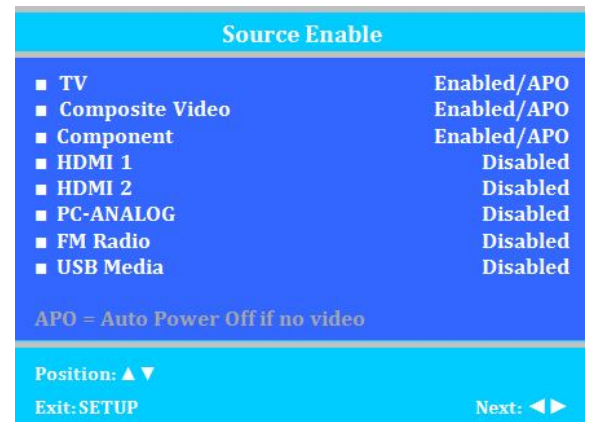 Source Enable
■ TV Enabled/APO
■ Composite Video Enabled/APO
■ Component Enabled/APO
■ HDMI 1 Disabled
■ HDMI 2 Disabled
■ PC-ANALOG Disabled
■ FM Radio Disabled
■ USB Media Disabled
APO = Auto Power Off if no video
Position: ▲▼
Exit:SETUP Next: ◀▶